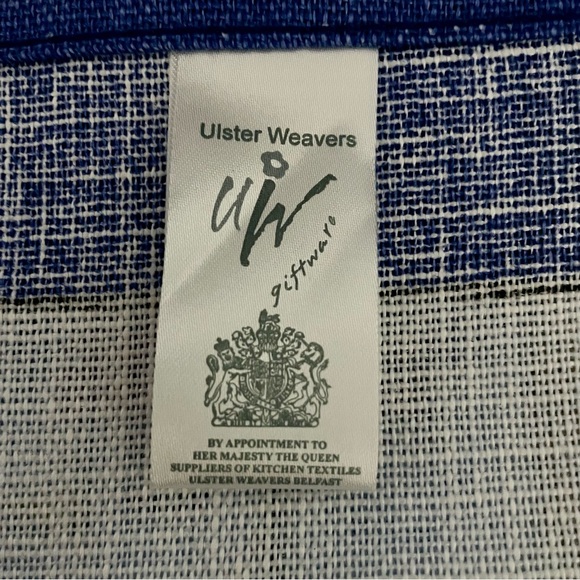 Ulster Weavers
UW
giftware
BY APPOINTMENT TO
HER MAJESTY THE QUEEN
SUPPLIERS OF KITCHEN TEXTILES
ULSTER WEAVERS BELFAST